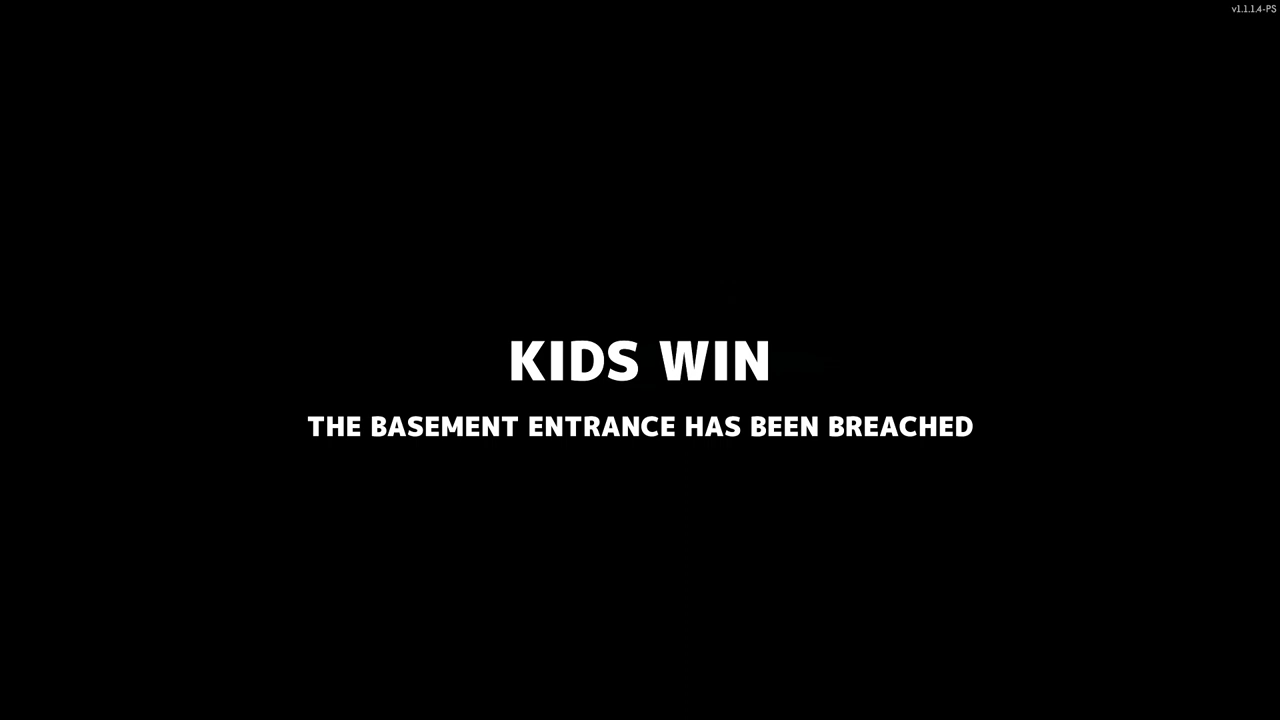 v1.1.1.4-PS
KIDS WIN
THE BASEMENT ENTRANCE HAS BEEN BREACHED